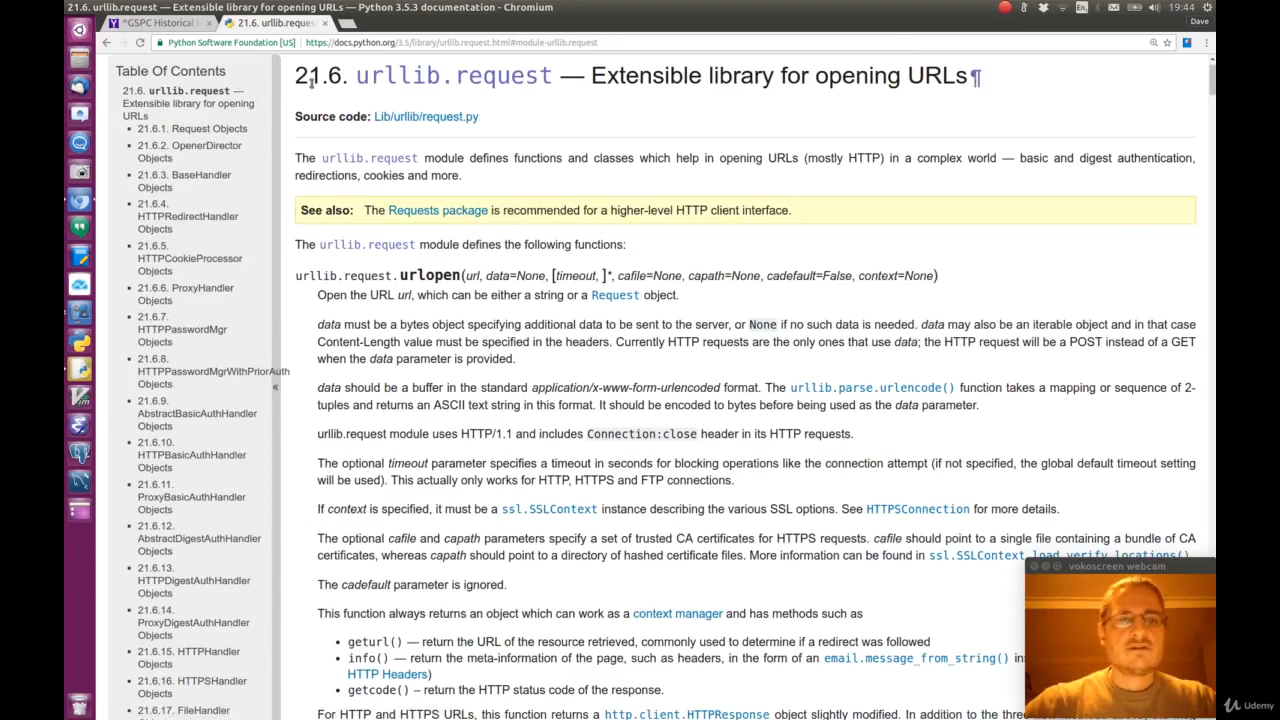 21.6. urllib.request — Extensible library for opening URLs — Python 3.5.3 documentation - Chromium
En
19:44
^GSPC Historical
21.6. urllib.request —
Dave
Python Software Foundation [US]
https://docs.python.org/3.5/library/urllib.request.html#module-urllib.request
Table Of Contents
21.6. urllib.request —
Extensible library for opening
URLs
21.6.1. Request Objects
21.6.2. OpenerDirector
Objects
21.6.3. BaseHandler
Objects
21.6.4.
HTTPRedirectHandler
Objects
21.6.5.
HTTPCookieProcessor
Objects
21.6.6. ProxyHandler
Objects
21.6.7.
HTTPPasswordMgr
Objects
21.6.8.
HTTPPasswordMgrWithPriorAuth
Objects
21.6.9.
AbstractBasicAuthHandler
Objects
21.6.10.
HTTPBasicAuthHandler
Objects
21.6.11.
ProxyBasicAuthHandler
Objects
21.6.12.
AbstractDigestAuthHandler
Objects
21.6.13.
HTTPDigestAuthHandler
Objects
21.6.14.
ProxyDigestAuthHandler
Objects
21.6.15. HTTPHandler
Objects
21.6.16. HTTPSHandler
Objects
21.6.17. FileHandler
«
21.6. urllib.request — Extensible library for opening URLs¶
Source code: Lib/urllib/request.py
The urllib.request module defines functions and classes which help in opening URLs (mostly HTTP) in a complex world — basic and digest authentication,
redirections, cookies and more.
See also: The Requests package is recommended for a higher-level HTTP client interface.
The urllib.request module defines the following functions:
urllib.request.urlopen(url, data=None, [timeout, ]*, cafile=None, capath=None, cadefault=False, context=None)
Open the URL url, which can be either a string or a Request object.
data must be a bytes object specifying additional data to be sent to the server, or None if no such data is needed. data may also be an iterable object and in that case
Content-Length value must be specified in the headers. Currently HTTP requests are the only ones that use data; the HTTP request will be a POST instead of a GET
when the data parameter is provided.
data should be a buffer in the standard application/x-www-form-urlencoded format. The urllib.parse.urlencode() function takes a mapping or sequence of 2-
tuples and returns an ASCII text string in this format. It should be encoded to bytes before being used as the data parameter.
urllib.request module uses HTTP/1.1 and includes Connection:close header in its HTTP requests.
The optional timeout parameter specifies a timeout in seconds for blocking operations like the connection attempt (if not specified, the global default timeout setting
will be used). This actually only works for HTTP, HTTPS and FTP connections.
If context is specified, it must be a ssl.SSLContext instance describing the various SSL options. See HTTPSConnection for more details.
The optional cafile and capath parameters specify a set of trusted CA certificates for HTTPS requests. cafile should point to a single file containing a bundle of CA
certificates, whereas capath should point to a directory of hashed certificate files. More information can be found in ssl.SSLContext.load_verify_locations().
The cadefault parameter is ignored.
This function always returns an object which can work as a context manager and has methods such as
geturl() — return the URL of the resource retrieved, commonly used to determine if a redirect was followed
info() — return the meta-information of the page, such as headers, in the form of an email.message_from_string() ins
HTTP Headers)
getcode() – return the HTTP status code of the response.
For HTTP and HTTPS URLs, this function returns a http.client.HTTPResponse object slightly modified. In addition to the three
vokoscreen webcam
Udemy